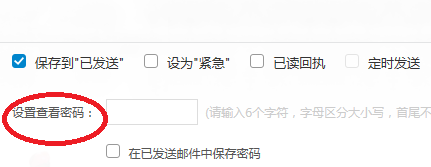 保存到"已发送" 设为"紧急" 已读回执 定时发送
设置查看密码： (请输入6个字符，字母区分大小写，首尾不
在已发送邮件中保存密码